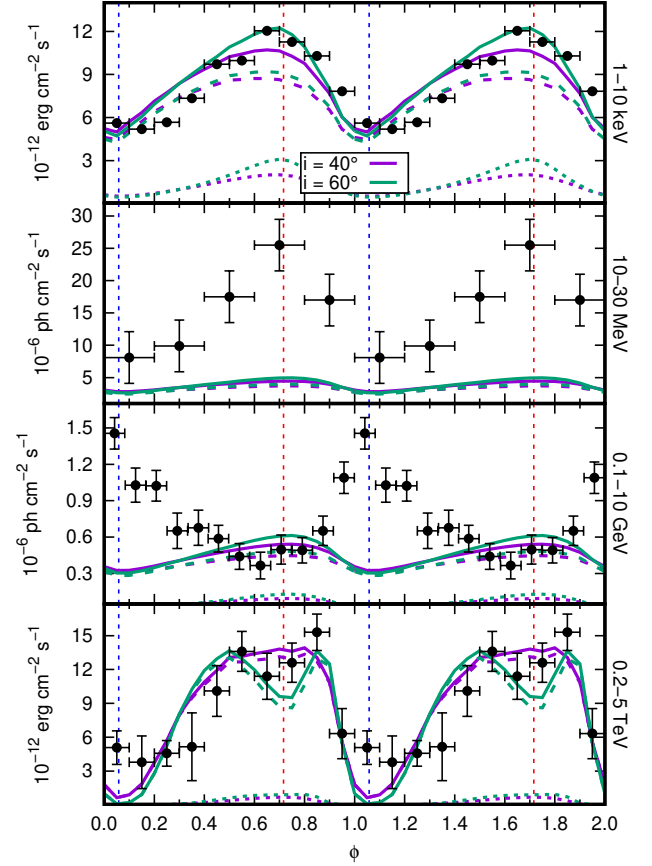 12
9
6
3
10⁻¹² erg cm⁻² s⁻¹
1−10 keV
i = 40°
i = 60°
30
25
20
15
10
5
10⁻⁶ ph cm⁻² s⁻¹
10−30 MeV
1.5
1.2
0.9
0.6
0.3
10⁻⁶ ph cm⁻² s⁻¹
0.1−10 GeV
15
12
9
6
3
10⁻¹² erg cm⁻² s⁻¹
0.2−5 TeV
0.0 0.2 0.4 0.6 0.8 1.0 1.2 1.4 1.6 1.8 2.0
ϕ